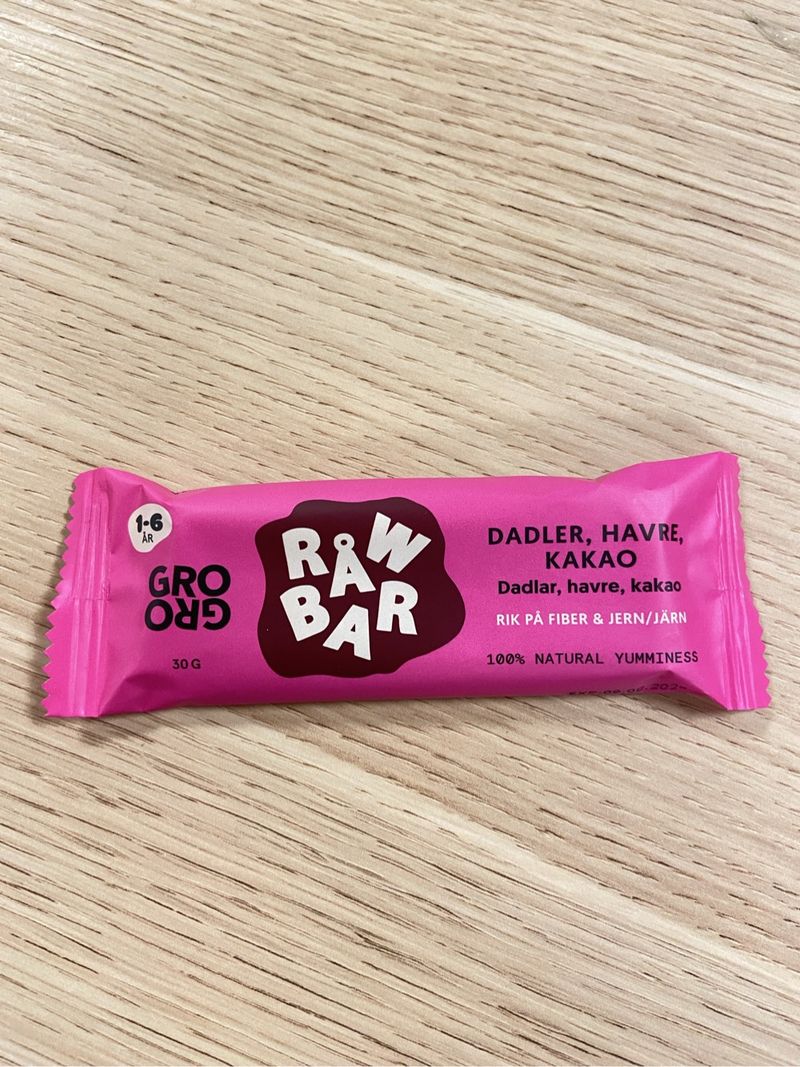 1-6
ÅR
GRO
GRO
30 G
RÅW
BAR
DADLER, HAVRE,
KAKAO
Dadlar, havre, kakao
RIK PÅ FIBER & JERN/JÄRN
100% NATURAL YUMMINESS